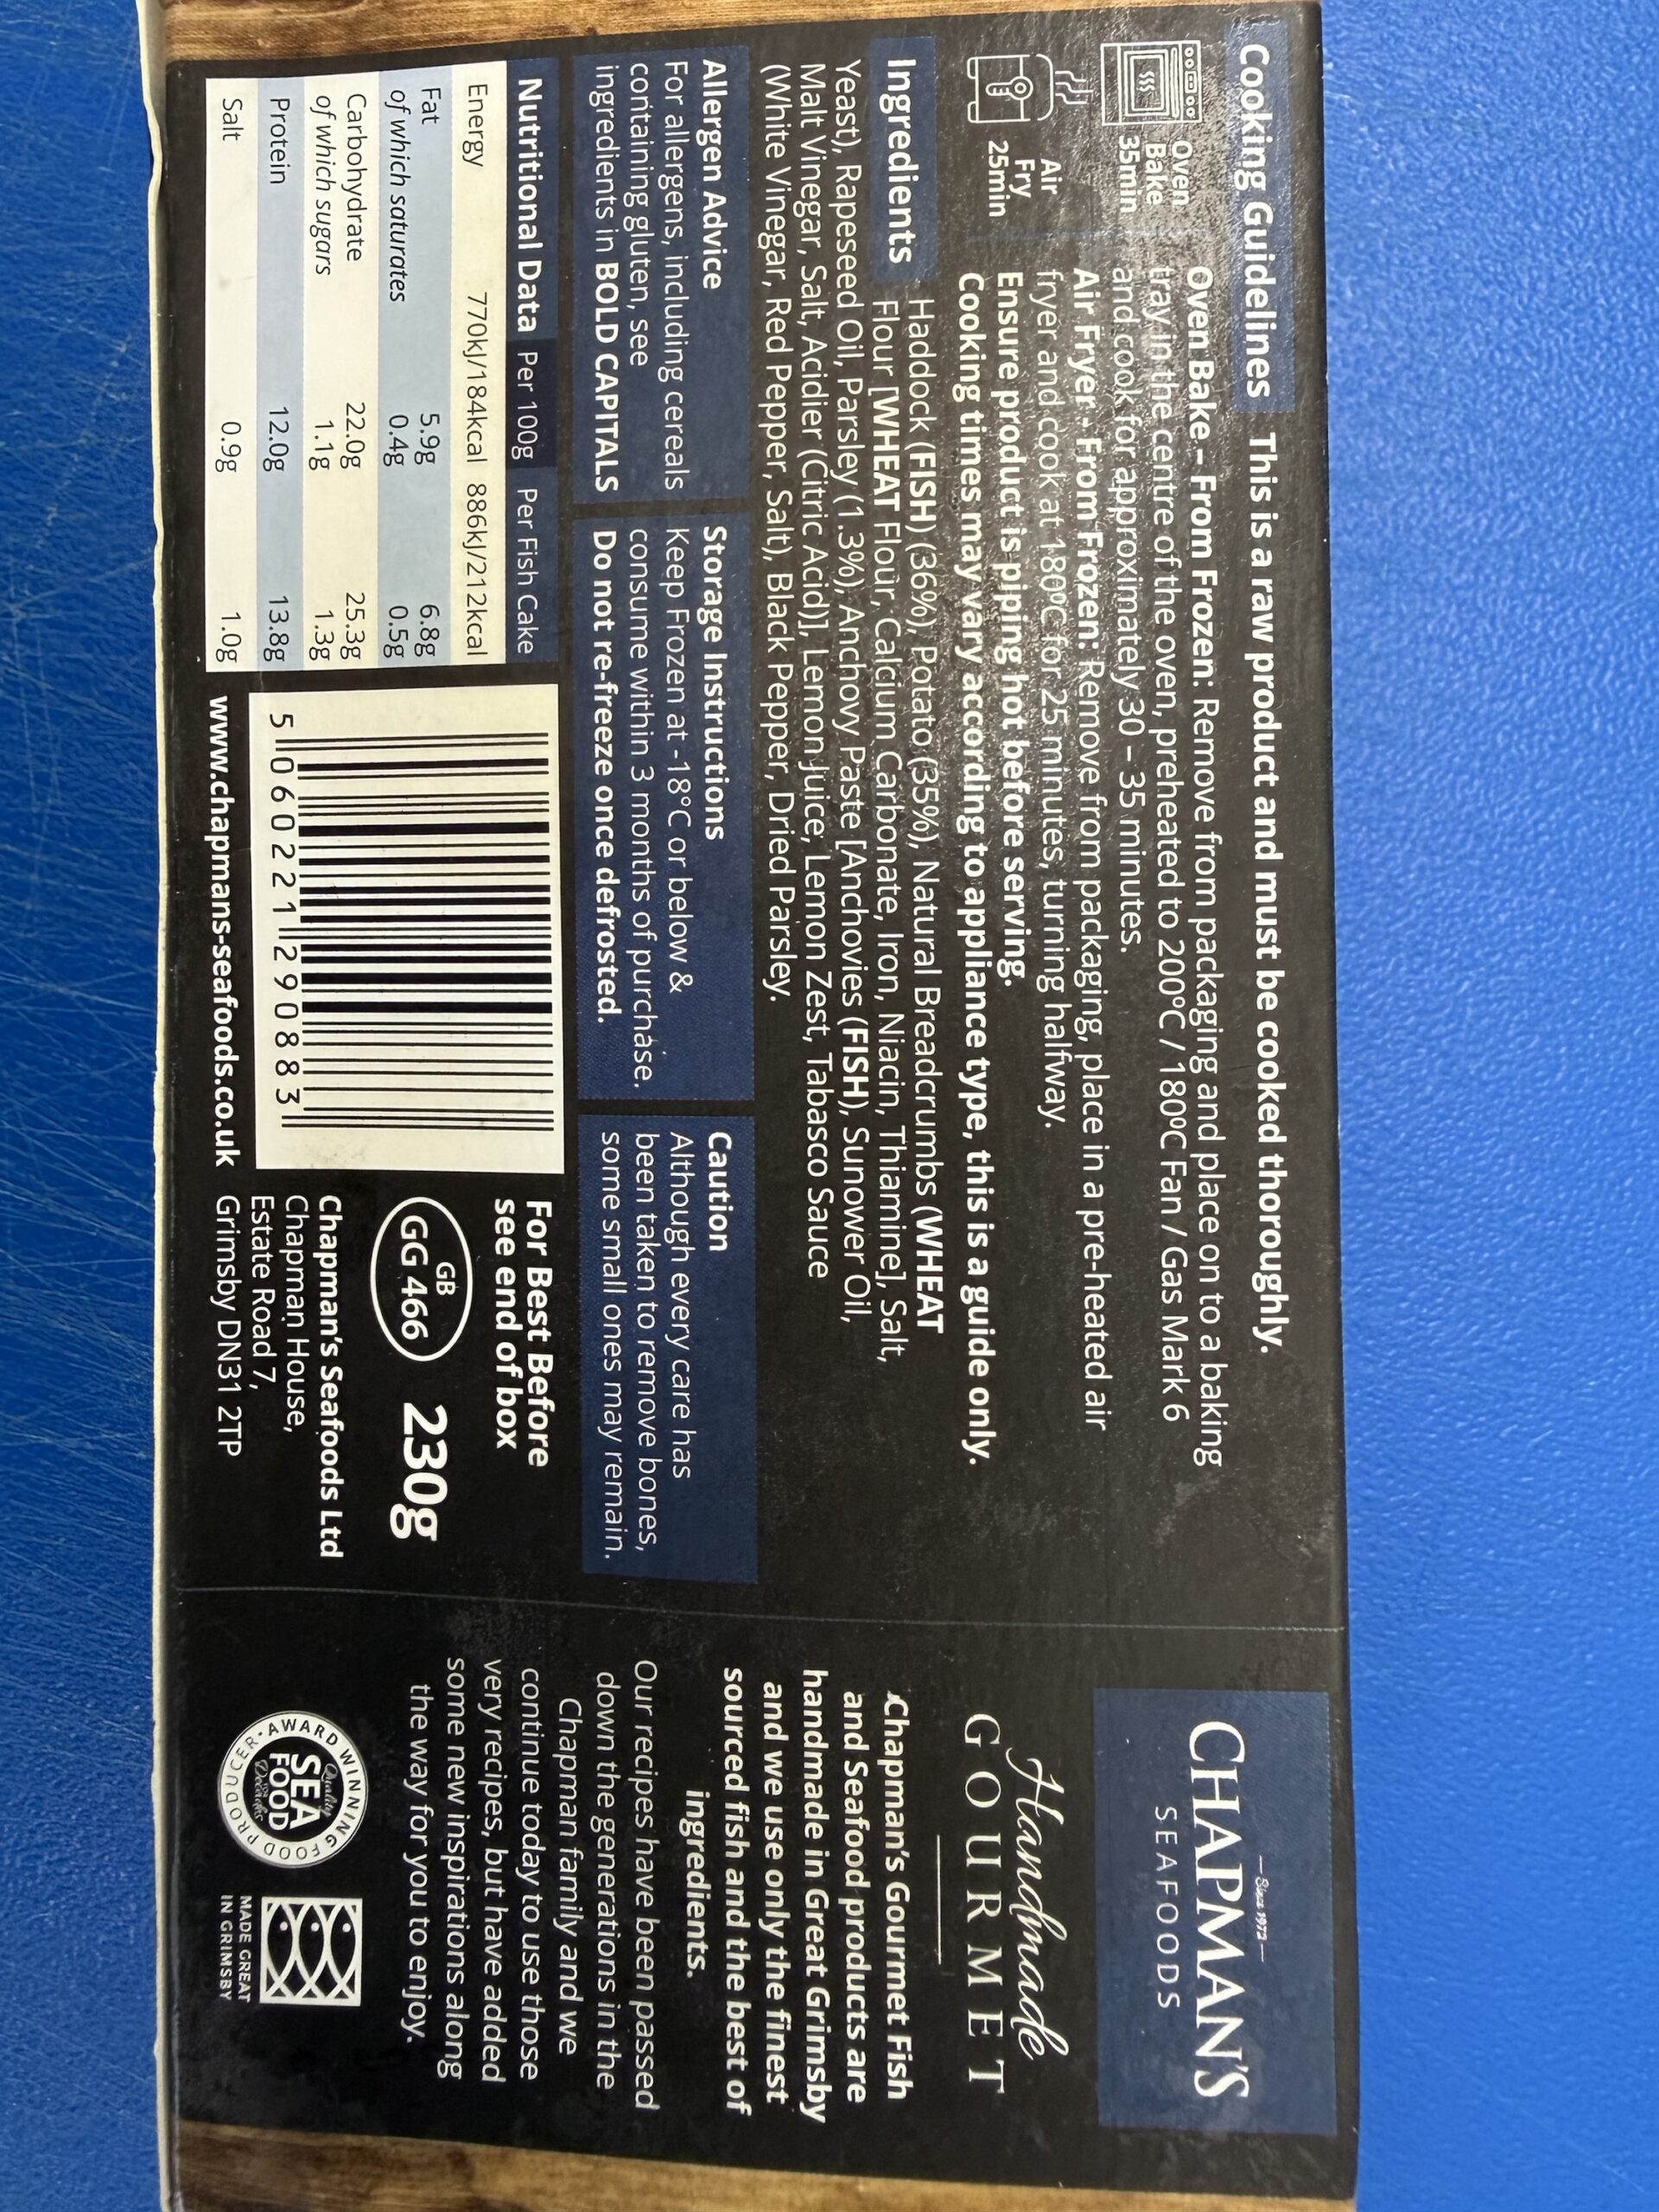 Cooking Guidelines This is a raw product and must be cooked thoroughly.
Oven
Bake
35min
Oven Bake – From Frozen: Remove from packaging and place on to a baking
tray in the centre of the oven, preheated to 200ºC / 180ºC Fan / Gas Mark 6
and cook for approximately 30 – 35 minutes.
Air
Fry
25min
Air Fryer - From Frozen: Remove from packaging, place in a pre-heated air
fryer and cook at 180ºC for 25 minutes, turning halfway.
Ensure product is piping hot before serving.
Cooking times may vary according to appliance type, this is a guide only.
Ingredients Haddock (FISH) (36%), Potato (35%), Natural Breadcrumbs (WHEAT
Flour [WHEAT Flour, Calcium Carbonate, Iron, Niacin, Thiamine], Salt,
Yeast), Rapeseed Oil, Parsley (1.3%), Anchovy Paste [Anchovies (FISH), Sunower Oil,
Malt Vinegar, Salt, Acidier (Citric Acid)], Lemon Juice, Lemon Zest, Tabasco Sauce
(White Vinegar, Red Pepper, Salt), Black Pepper, Dried Parsley.
Allergen Advice
For allergens, including cereals
containing gluten, see
ingredients in BOLD CAPITALS
Storage Instructions
Keep Frozen at -18°C or below &
consume within 3 months of purchase.
Do not re-freeze once defrosted.
Caution
Although every care has
been taken to remove bones,
some small ones may remain.
Nutritional Data Per 100g Per Fish Cake
Energy 770kJ/184kcal 886kJ/212kcal
Fat 5.9g 6.8g
of which saturates 0.4g 0.5g
Carbohydrate 22.0g 25.3g
of which sugars 1.1g 1.3g
Protein 12.0g 13.8g
Salt 0.9g 1.0g
5 060221 290883
www.chapmans-seafoods.co.uk
For Best Before
see end of box
GB
GG 466
230g
Chapman's Seafoods Ltd
Chapman House,
Estate Road 7,
Grimsby DN31 2TP
Since 1972
CHAPMAN'S
SEAFOODS
Handmade
GOURMET
Chapman's Gourmet Fish
and Seafood products are
handmade in Great Grimsby
and we use only the finest
sourced fish and the best of
ingredients.
Our recipes have been passed
down the generations in the
Chapman family and we
continue today to use those
very recipes, but have added
some new inspirations along
the way for you to enjoy.
AWARD WINNING FOOD PRODUCER
Quality
SEA
FOOD
for Decades
MADE GREAT
IN GRIMSBY